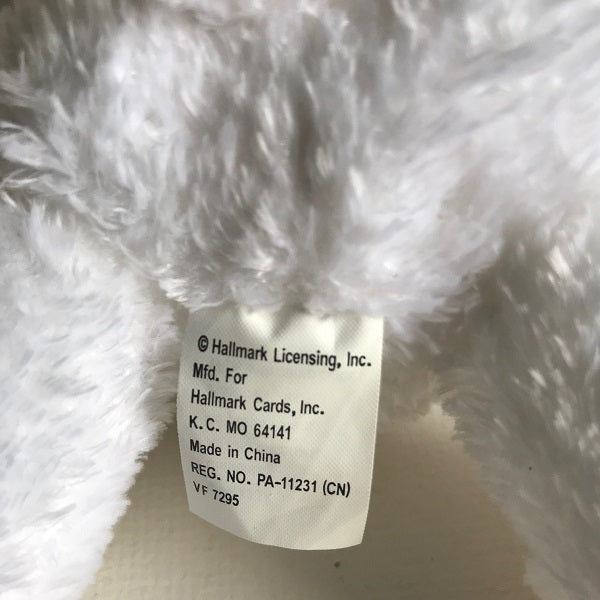 © Hallmark Licensing, Inc.
Mfd. For
Hallmark Cards, Inc.
K.C. MO 64141
Made in China
REG. NO. PA-11231 (CN)
VF 7295